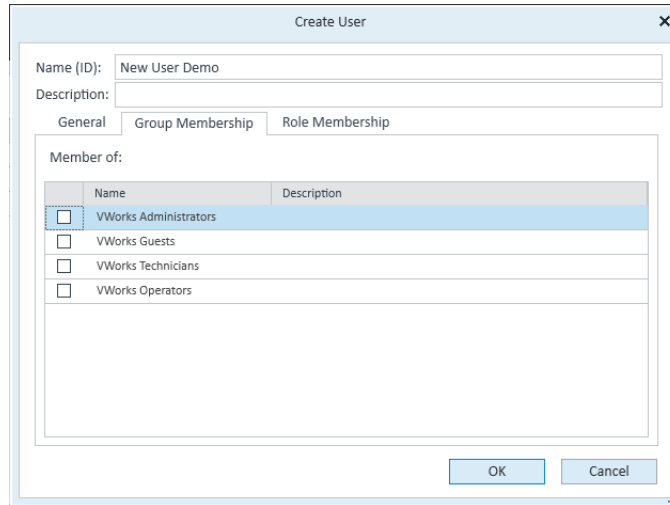 Create User
Name (ID): New User Demo
Description:
General Group Membership Role Membership
Member of:
Name Description
VWorks Administrators
VWorks Guests
VWorks Technicians
VWorks Operators
OK Cancel